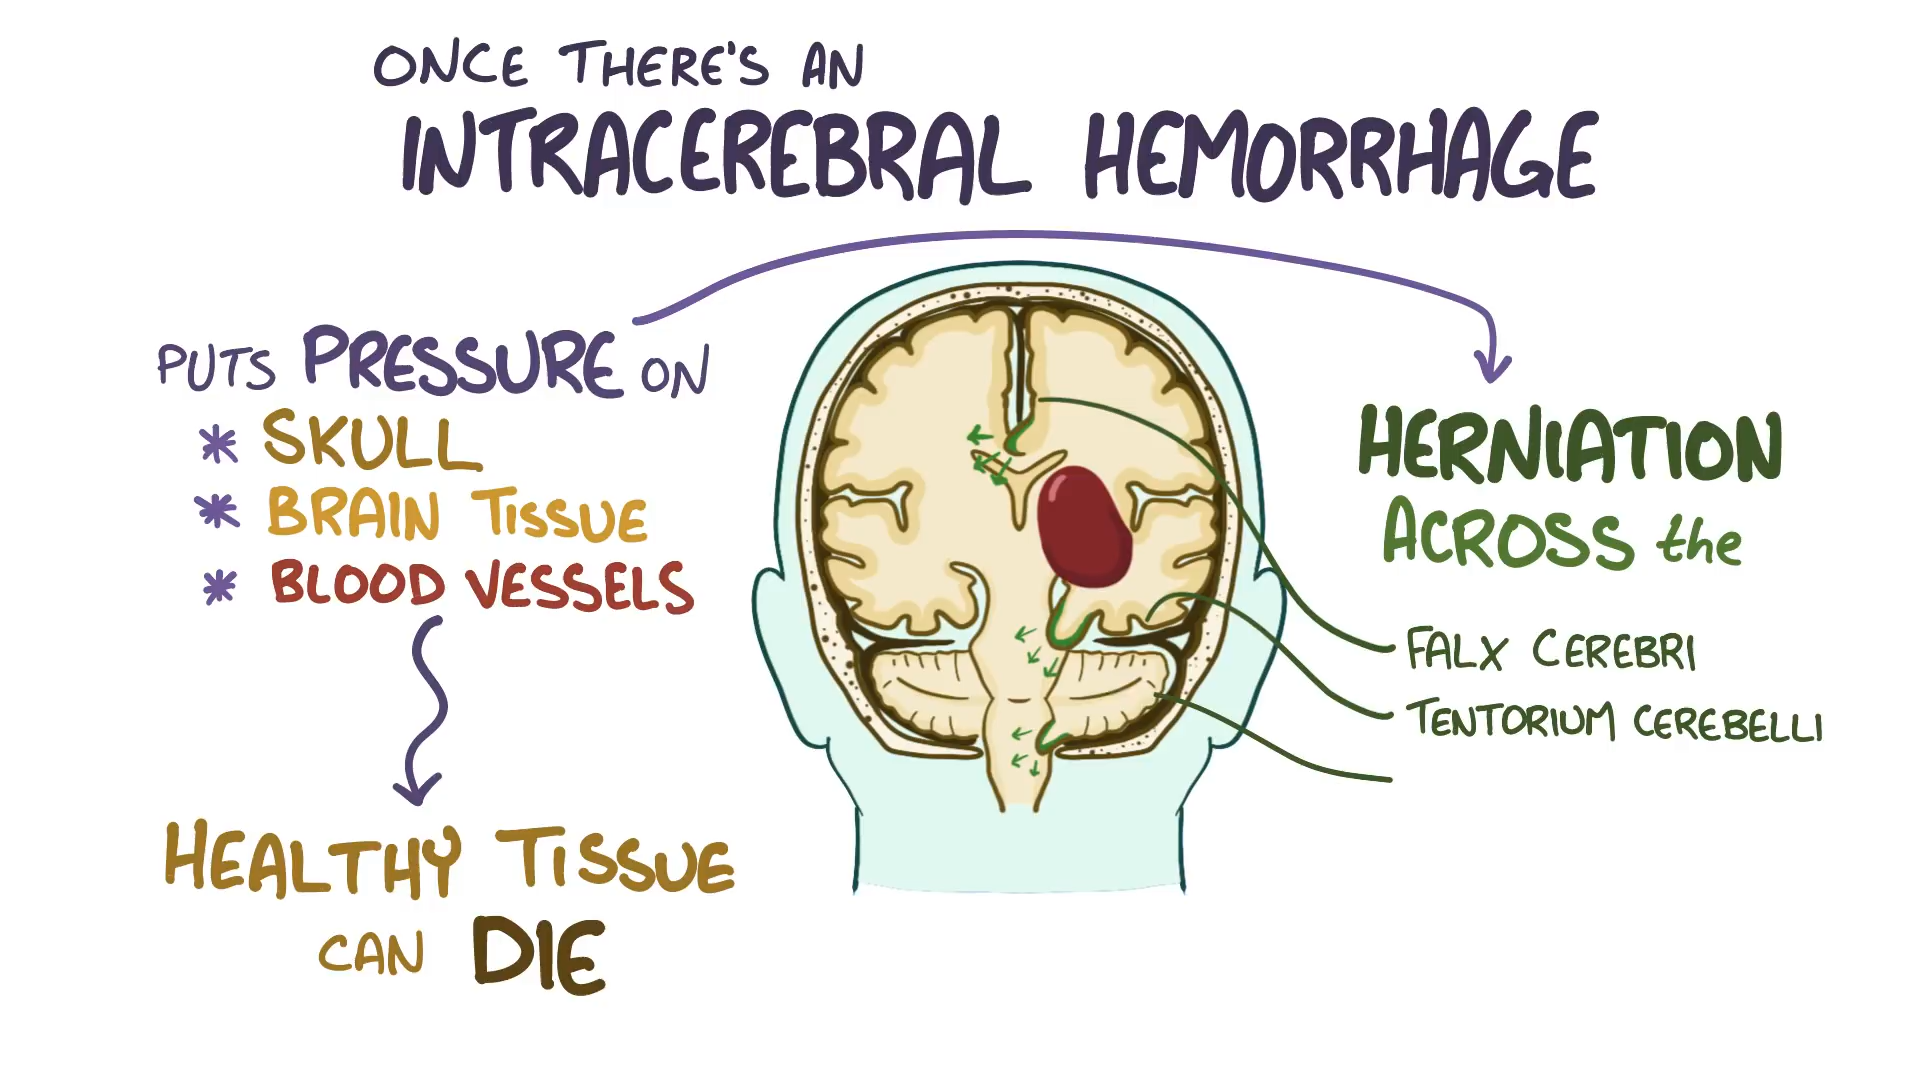 ONCE THERE'S AN
INTRACEREBRAL HEMORRHAGE
PUTS PRESSURE ON
* SKULL
* BRAIN TISSUE
* BLOOD VESSELS
HEALTHY TISSUE
CAN DIE
HERNIATION
ACROSS the
FALX CEREBRI
TENTORIUM CEREBELLI